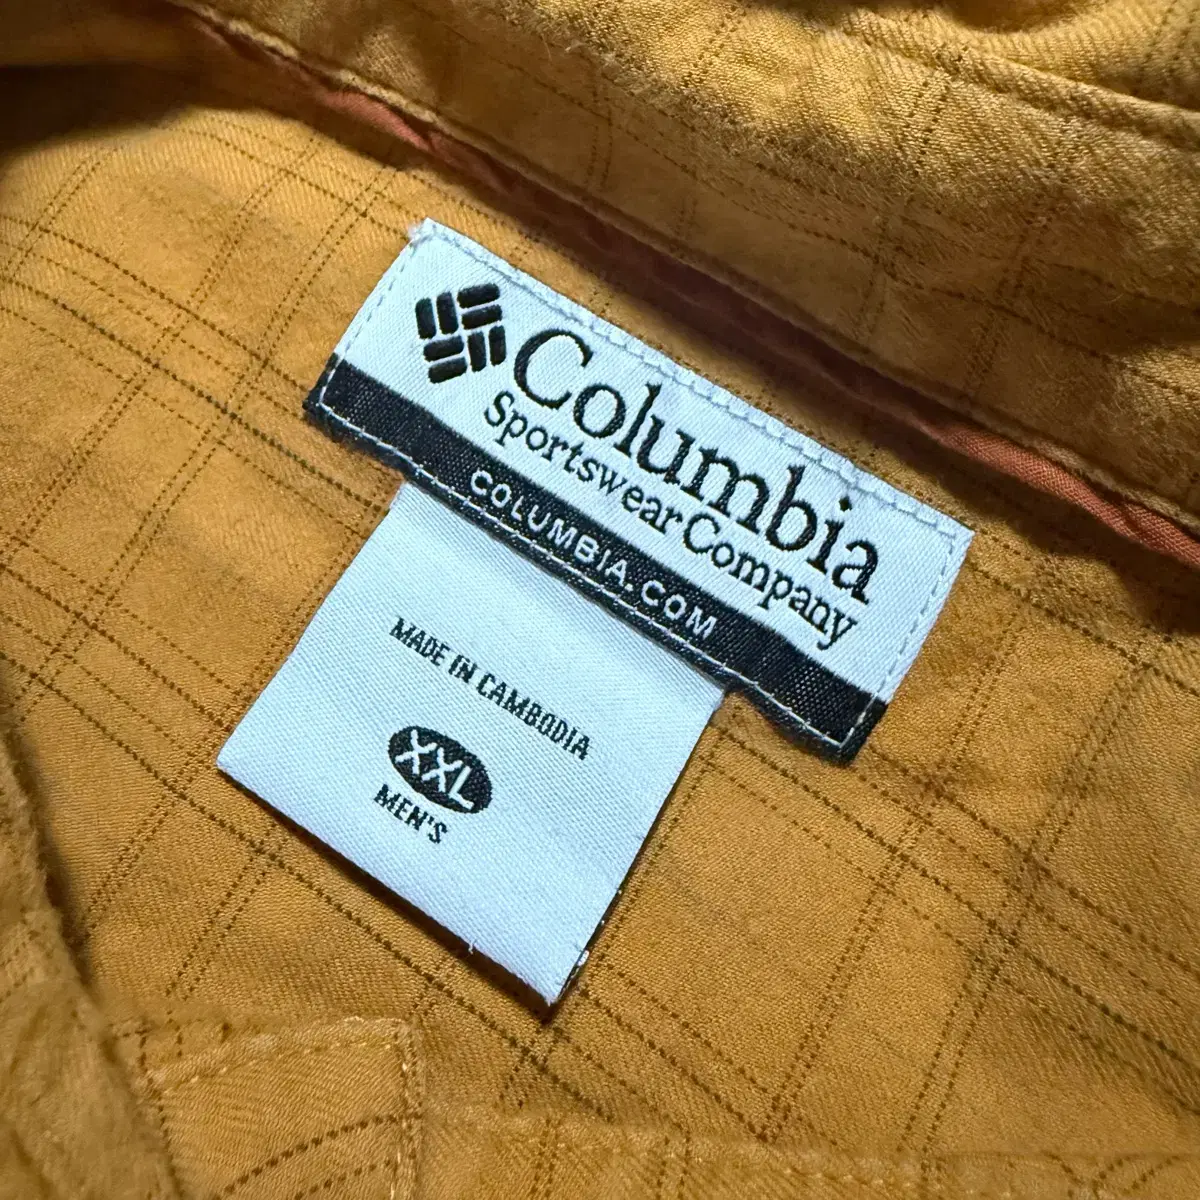 Columbia
Sportswear Company
COLUMBIA.COM
MADE IN CAMBODIA
XXL
MEN'S